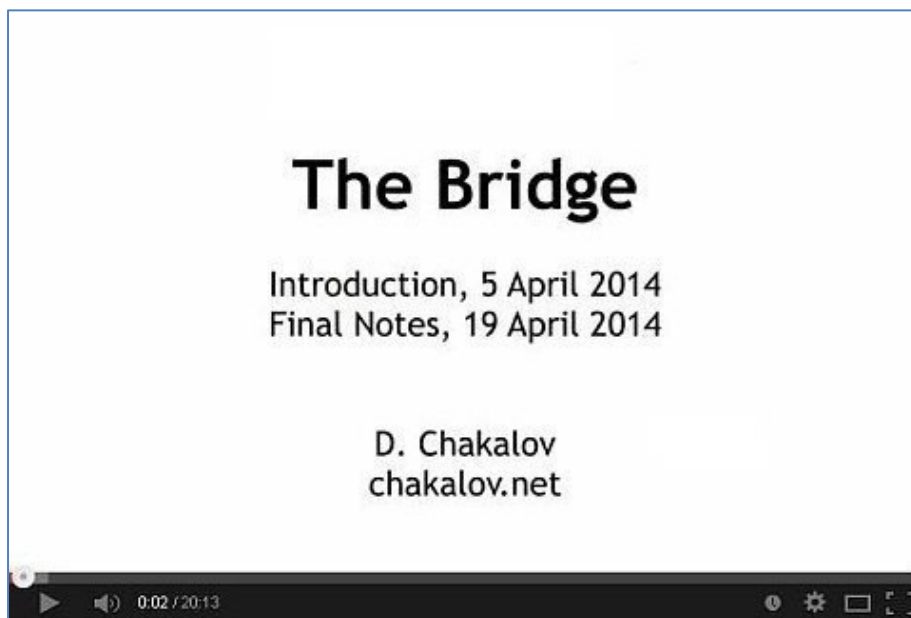 The Bridge
Introduction, 5 April 2014
Final Notes, 19 April 2014
D. Chakalov
chakalov.net
0:02 / 20:13